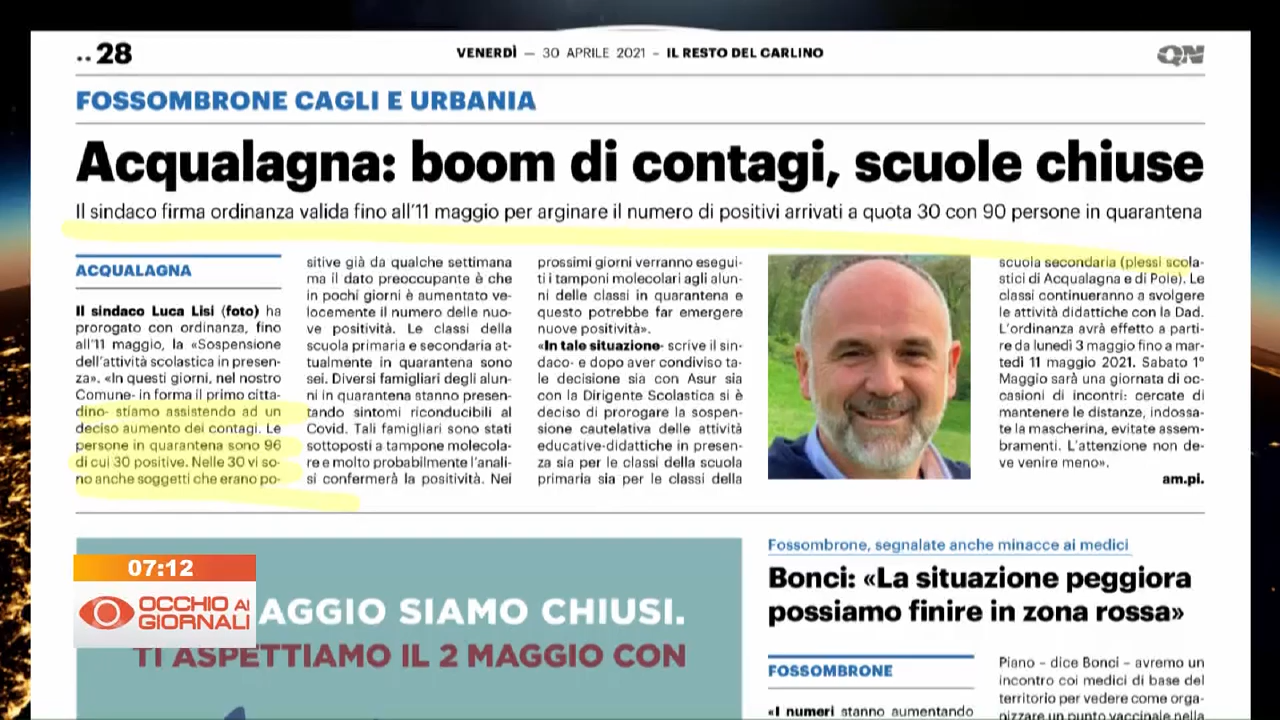 ..28
VENERDÌ — 30 APRILE 2021 – IL RESTO DEL CARLINO
QN
FOSSOMBRONE CAGLI E URBANIA
Acqualagna: boom di contagi, scuole chiuse
Il sindaco firma ordinanza valida fino all'11 maggio per arginare il numero di positivi arrivati a quota 30 con 90 persone in quarantena
ACQUALAGNA
Il sindaco Luca Lisi (foto) ha
prorogato con ordinanza, fino
all'11 maggio, la «Sospensione
dell'attività scolastica in presen-
za». «In questi giorni, nel nostro
Comune- in forma il primo citta-
dino- stiamo assistendo ad un
deciso aumento dei contagi. Le
persone in quarantena sono 96
di cui 30 positive. Nelle 30 vi so-
no anche soggetti che erano po-
sitive già da qualche settimana
ma il dato preoccupante è che
in pochi giorni è aumentato ve-
locemente il numero delle nuo-
ve positività. Le classi della
scuola primaria e secondaria at-
tualmente in quarantena sono
sei. Diversi famigliari degli alun-
ni in quarantena stanno presen-
tando sintomi riconducibili al
Covid. Tali famigliari sono stati
sottoposti a tampone molecola-
re e molto probabilmente l'anali-
si confermerà la positività. Nei
prossimi giorni verranno esegui-
ti i tamponi molecolari agli alun-
ni delle classi in quarantena e
questo potrebbe far emergere
nuove positività».
«In tale situazione- scrive il sin-
daco- e dopo aver condiviso ta-
le decisione sia con Asur sia
con la Dirigente Scolastica si è
deciso di prorogare la sospen-
sione cautelativa delle attività
educative-didattiche in presen-
za sia per le classi della scuola
primaria sia per le classi della
scuola secondaria (plessi scola-
stici di Acqualagna e di Pole). Le
classi continueranno a svolgere
le attività didattiche con la Dad.
L'ordinanza avrà effetto a parti-
re da lunedì 3 maggio fino a mar-
tedì 11 maggio 2021. Sabato 1°
Maggio sarà una giornata di oc-
casioni di incontri: cercate di
mantenere le distanze, indossa-
te la mascherina, evitate assem-
bramenti. L'attenzione non de-
ve venire meno».
am.pi.
07:12
OCCHIO AI
GIORNALI
AGGIO SIAMO CHIUSI.
TI ASPETTIAMO IL 2 MAGGIO CON
Fossombrone, segnalate anche minacce ai medici
Bonci: «La situazione peggiora
possiamo finire in zona rossa»
FOSSOMBRONE
«I numeri stanno aumentando
Piano – dice Bonci – avremo un
incontro coi medici di base del
territorio per vedere come orga-
nizzare un punto vaccinale nella